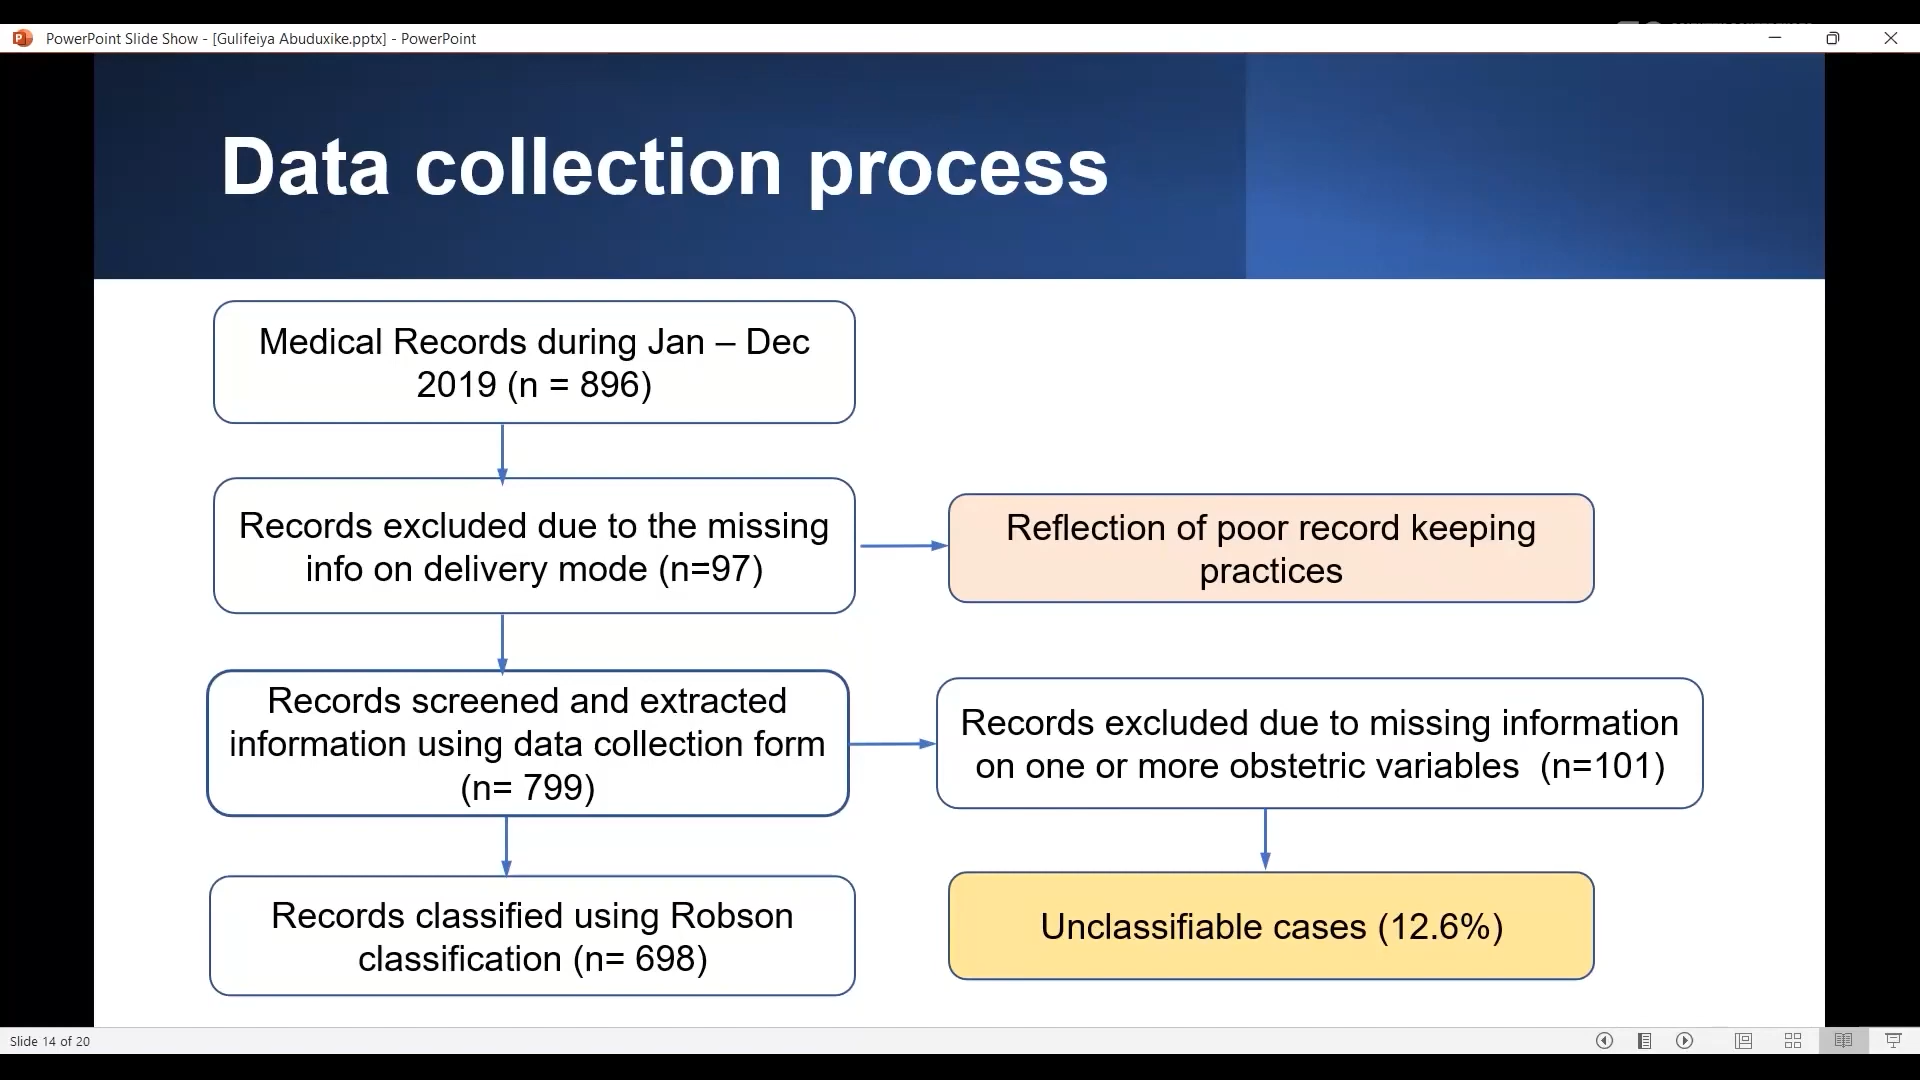 PowerPoint Slide Show - [Gulifeiya Abuduxike.pptx] - PowerPoint
Data collection process
Medical Records during Jan – Dec
2019 (n = 896)
Records excluded due to the missing
info on delivery mode (n=97)
Reflection of poor record keeping
practices
Records screened and extracted
information using data collection form
(n= 799)
Records excluded due to missing information
on one or more obstetric variables (n=101)
Records classified using Robson
classification (n= 698)
Unclassifiable cases (12.6%)
Slide 14 of 20